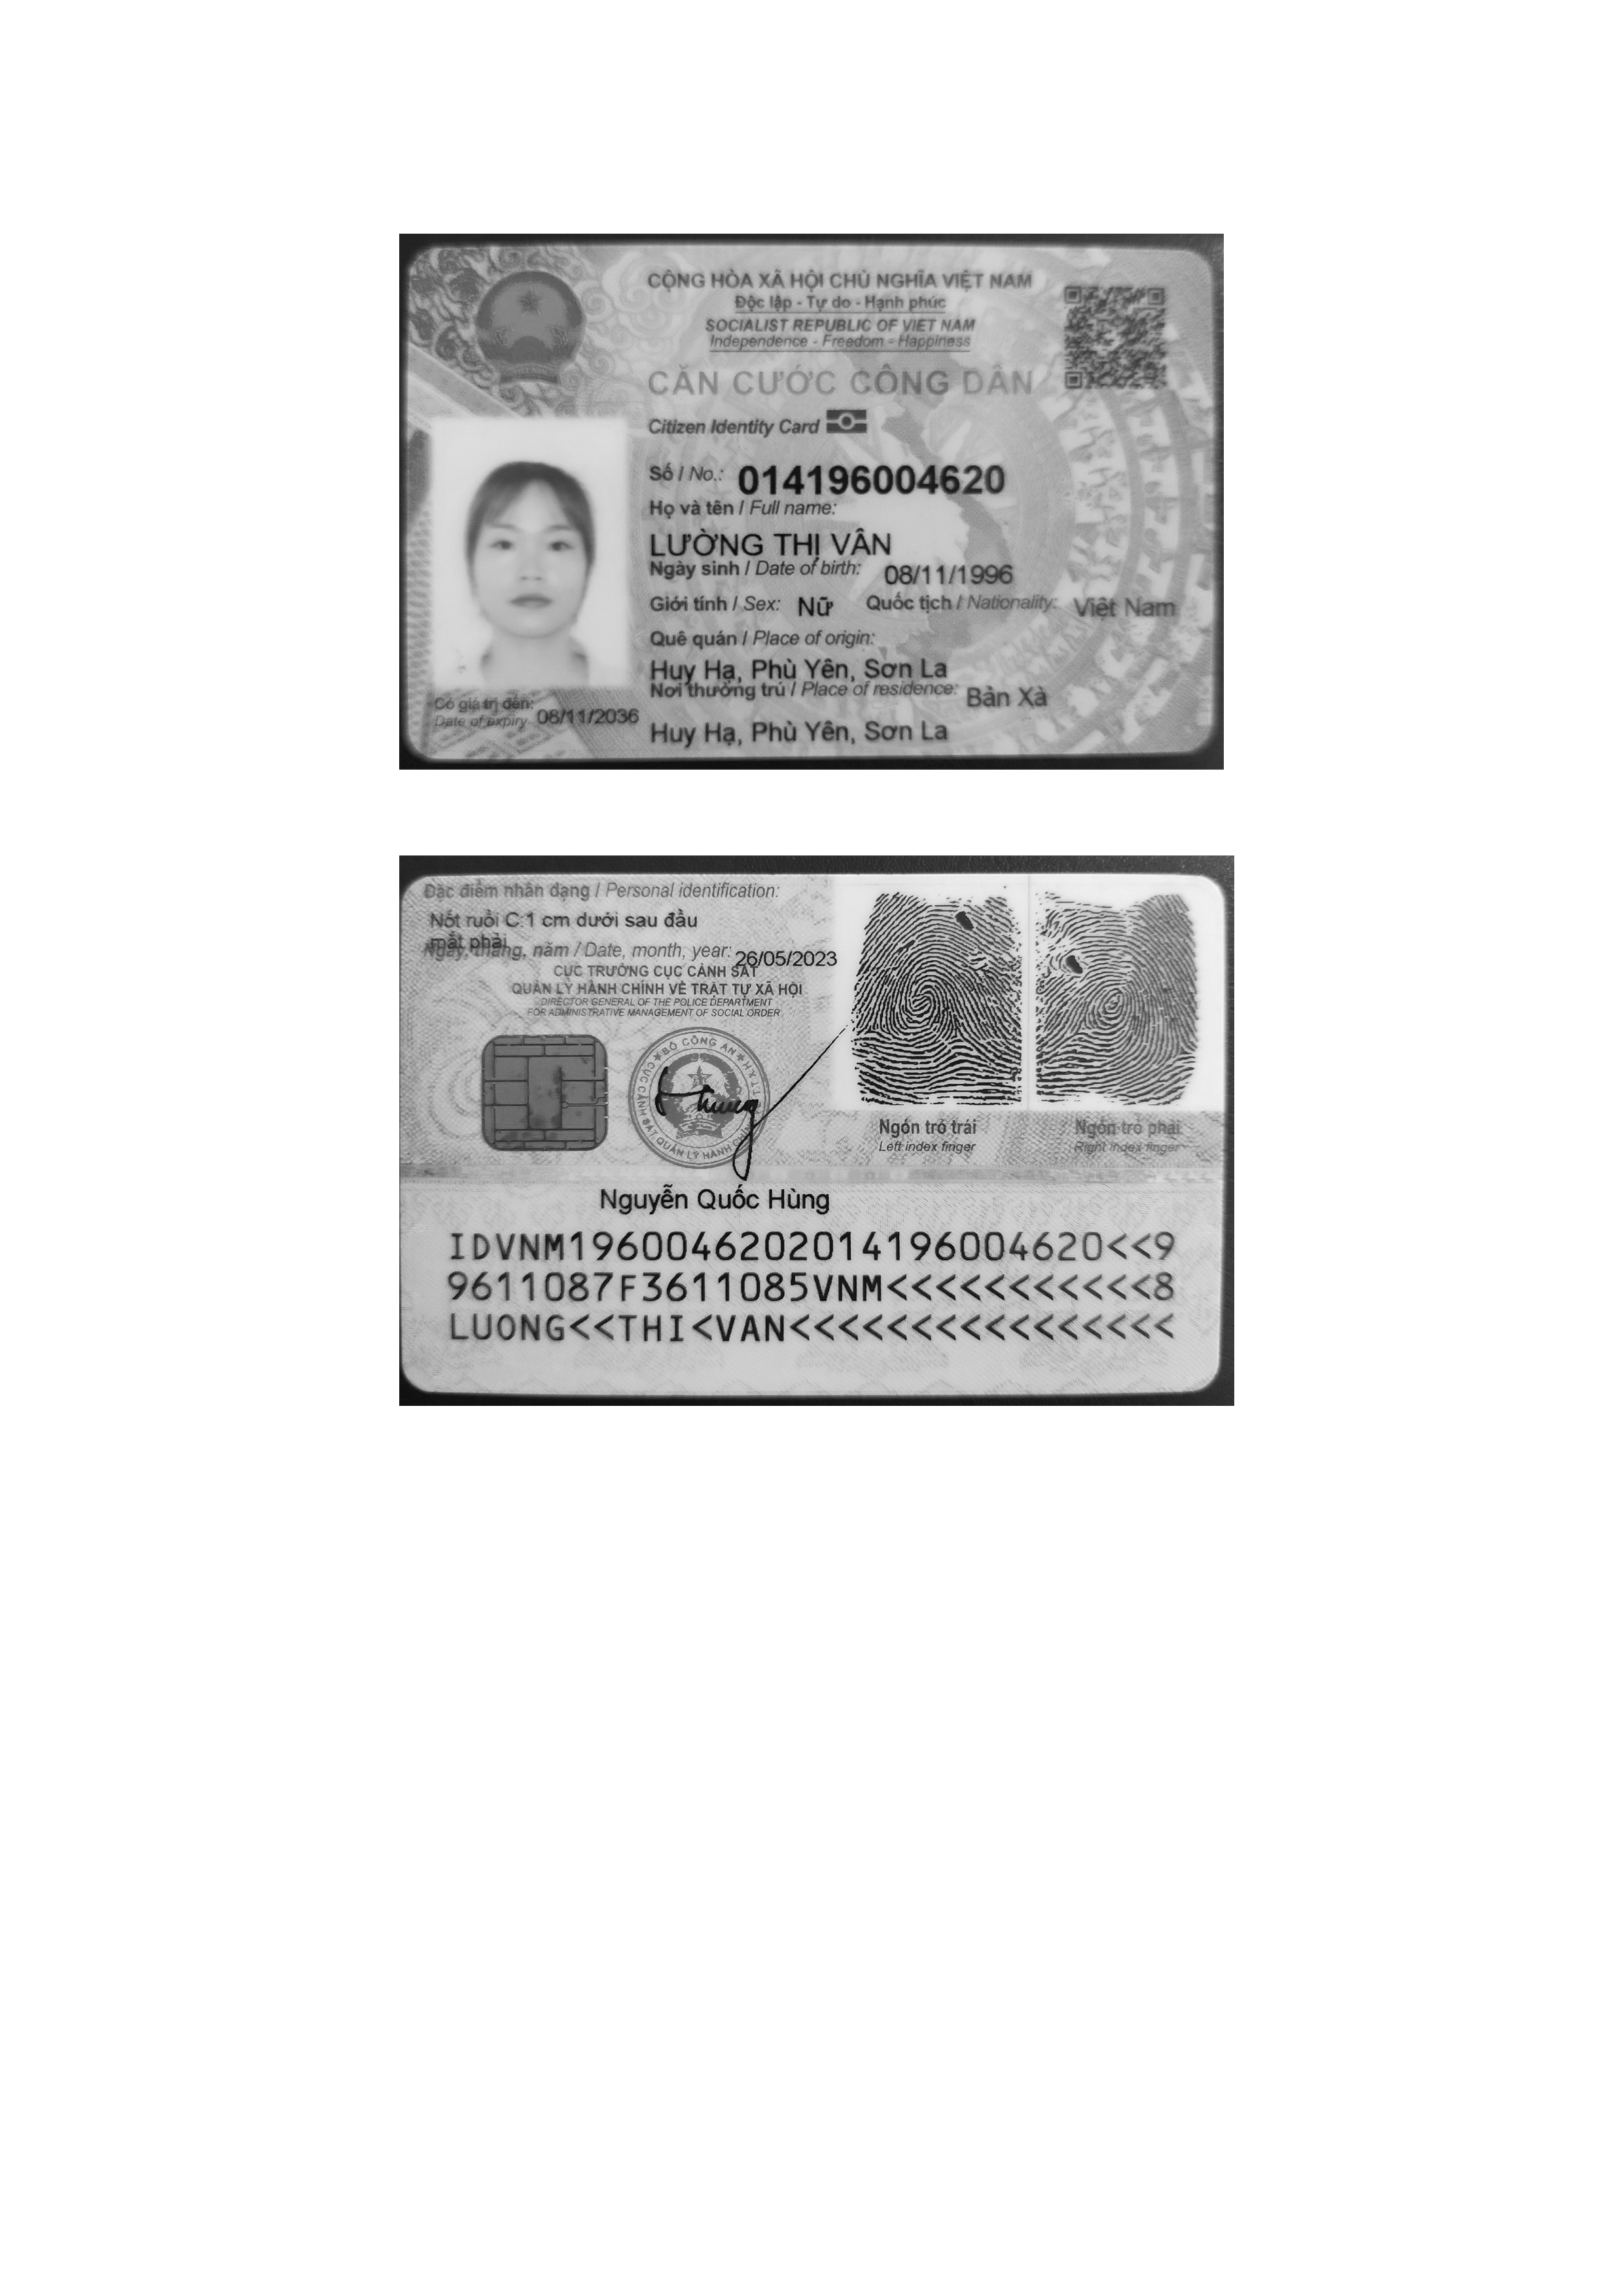 CỘNG HÒA XÃ HỘI CHỦ NGHĨA VIỆT NAM
Độc lập - Tự do - Hạnh phúc
SOCIALIST REPUBLIC OF VIET NAM
Independence - Freedom - Happiness
CĂN CƯỚC CÔNG DÂN
Citizen Identity Card
Số / No.: 014196004620
Họ và tên / Full name:
LƯỜNG THỊ VÂN
Ngày sinh / Date of birth: 08/11/1996
Giới tính / Sex: Nữ Quốc tịch / Nationality: Việt Nam
Quê quán / Place of origin:
Huy Hạ, Phù Yên, Sơn La
Nơi thường trú / Place of residence: Bản Xà
Huy Hạ, Phù Yên, Sơn La
Có giá trị đến:
Date of expiry 08/11/2036
Đặc điểm nhân dạng / Personal identification:
Nốt ruồi C:1 cm dưới sau đầu
mắt phải
Ngày, tháng, năm / Date, month, year: 26/05/2023
CỤC TRƯỞNG CỤC CẢNH SÁT
QUẢN LÝ HÀNH CHÍNH VỀ TRẬT TỰ XÃ HỘI
DIRECTOR GENERAL OF THE POLICE DEPARTMENT
FOR ADMINISTRATIVE MANAGEMENT OF SOCIAL ORDER
BỘ CÔNG AN
CỤC CẢNH SÁT QUẢN LÝ HÀNH CHÍNH
Ngón trỏ trái
Left index finger
Ngón trỏ phải
Right index finger
Nguyễn Quốc Hùng
IDVNM1960046202014196004620<<9
9611087F3611085VNM<<<<<<<<<<<8
LUONG<<THI<VAN<<<<<<<<<<<<<<<<